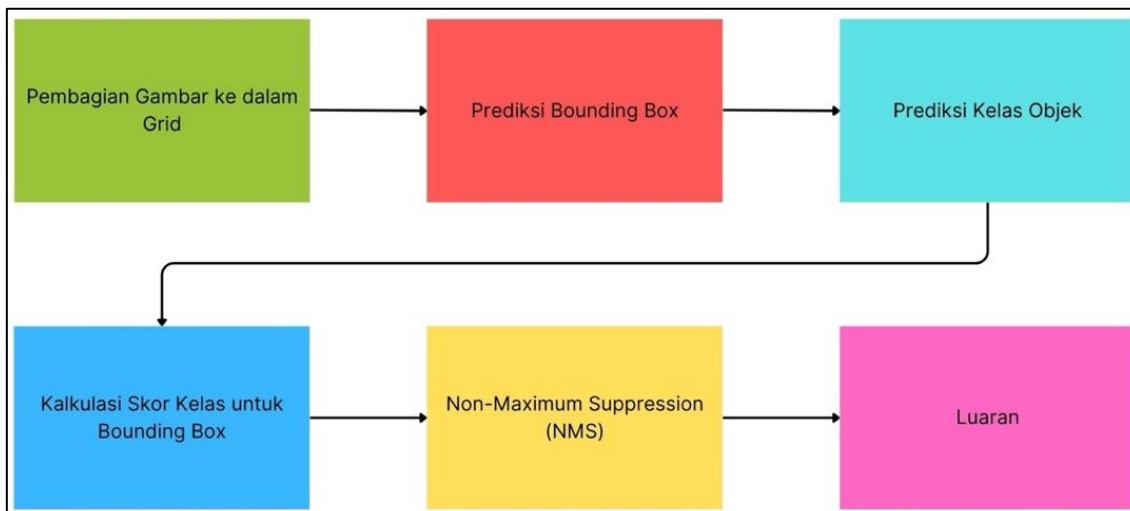 Pembagian Gambar ke dalam
Grid
Prediksi Bounding Box
Prediksi Kelas Objek
Kalkulasi Skor Kelas untuk
Bounding Box
Non-Maximum Suppression
(NMS)
Luaran